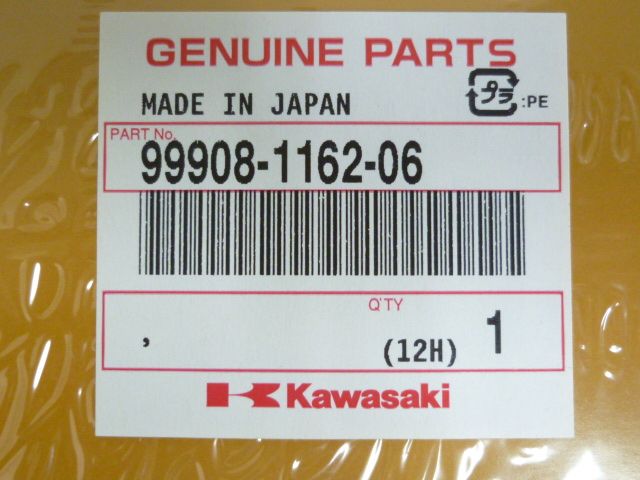 GENUINE PARTS
MADE IN JAPAN
プラ :PE
PART No.
99908-1162-06
Q'TY
, (12H) 1
Kawasaki